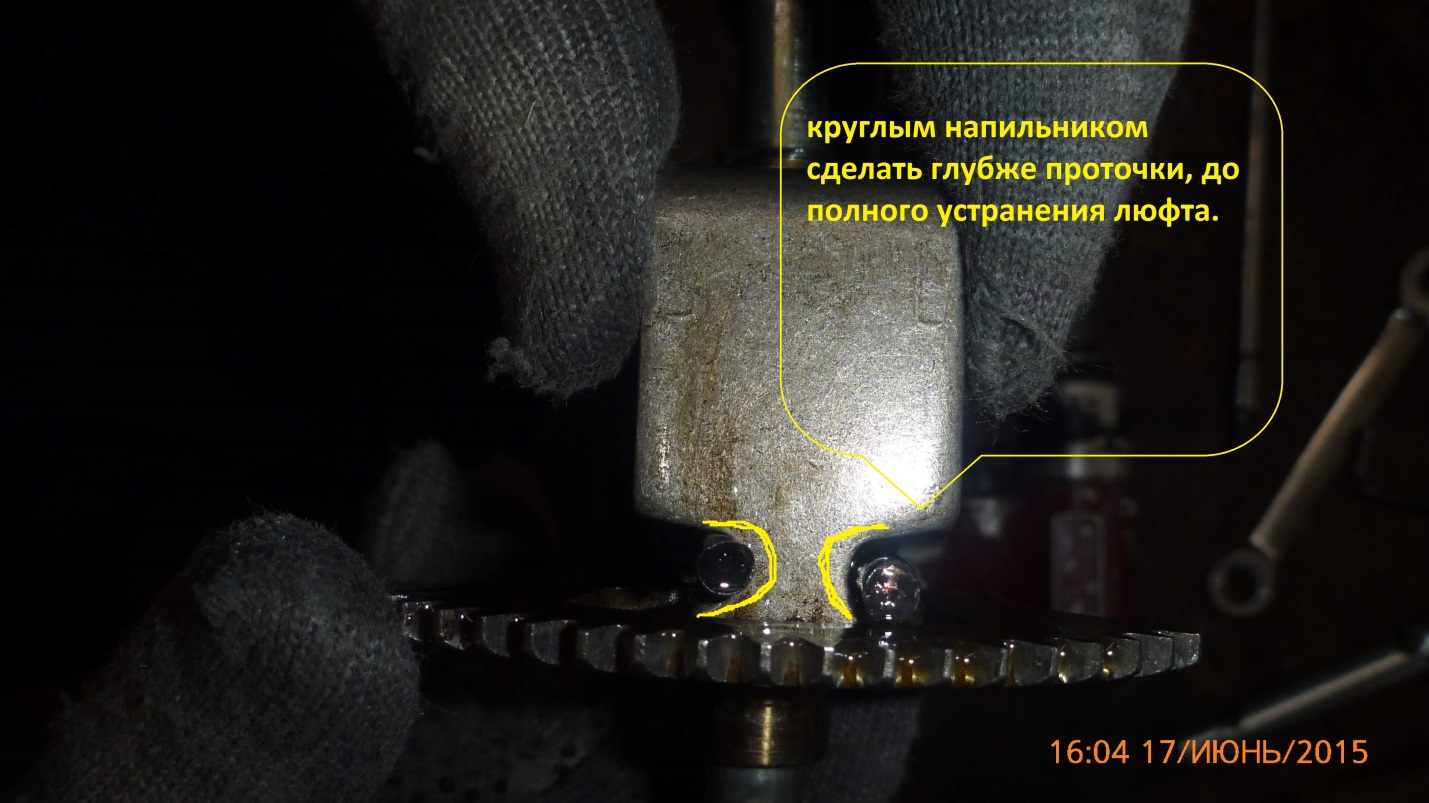 круглым напильником
сделать глубже проточки, до
полного устранения люфта.
16:04 17/ИЮНЬ/2015